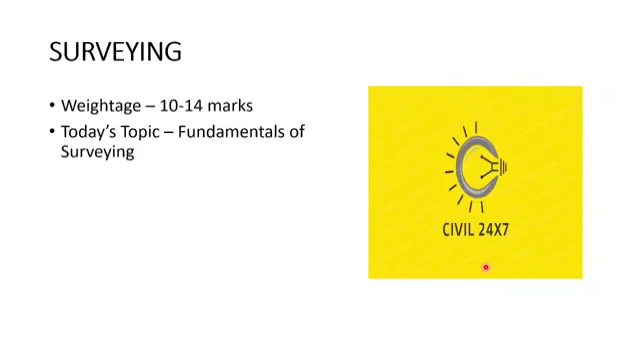 SURVEYING
• Weightage – 10-14 marks
• Today's Topic – Fundamentals of
Surveying
CIVIL 24X7